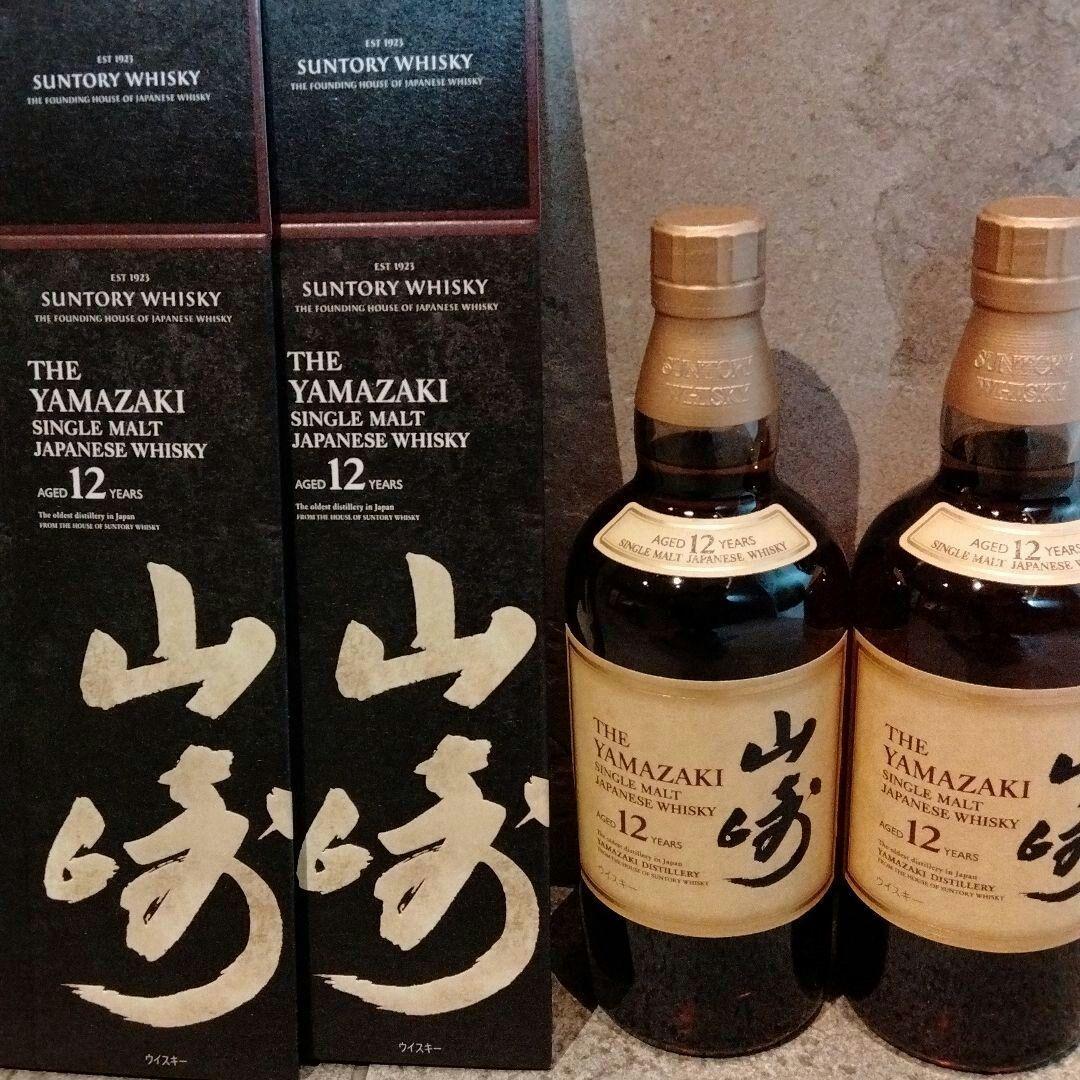 EST 1923
SUNTORY WHISKY
THE FOUNDING HOUSE OF JAPANESE WHISKY
EST 1923
SUNTORY WHISKY
THE FOUNDING HOUSE OF JAPANESE WHISKY
THE
YAMAZAKI
SINGLE MALT
JAPANESE WHISKY
AGED 12 YEARS
The oldest distillery in Japan
FROM THE HOUSE OF SUNTORY WHISKY
山
崎
ウイスキー
EST 1923
SUNTORY WHISKY
THE FOUNDING HOUSE OF JAPANESE WHISKY
EST 1923
SUNTORY WHISKY
THE FOUNDING HOUSE OF JAPANESE WHISKY
THE
YAMAZAKI
SINGLE MALT
JAPANESE WHISKY
AGED 12 YEARS
The oldest distillery in Japan
FROM THE HOUSE OF SUNTORY WHISKY
山
崎
ウイスキー
SUNTORY
WHISKY
AGED 12 YEARS
SINGLE MALT JAPANESE WHISKY
THE
YAMAZAKI
SINGLE MALT
JAPANESE WHISKY
AGED 12 YEARS
The oldest distillery in Japan
YAMAZAKI DISTILLERY
FROM THE HOUSE OF SUNTORY WHISKY
ウイスキー
山
崎
SUNTORY
WHISKY
AGED 12 YEARS
SINGLE MALT JAPANESE WHISKY
THE
YAMAZAKI
SINGLE MALT
JAPANESE WHISKY
AGED 12 YEARS
The oldest distillery in Japan
YAMAZAKI DISTILLERY
FROM THE HOUSE OF SUNTORY WHISKY
ウイスキー
山
崎